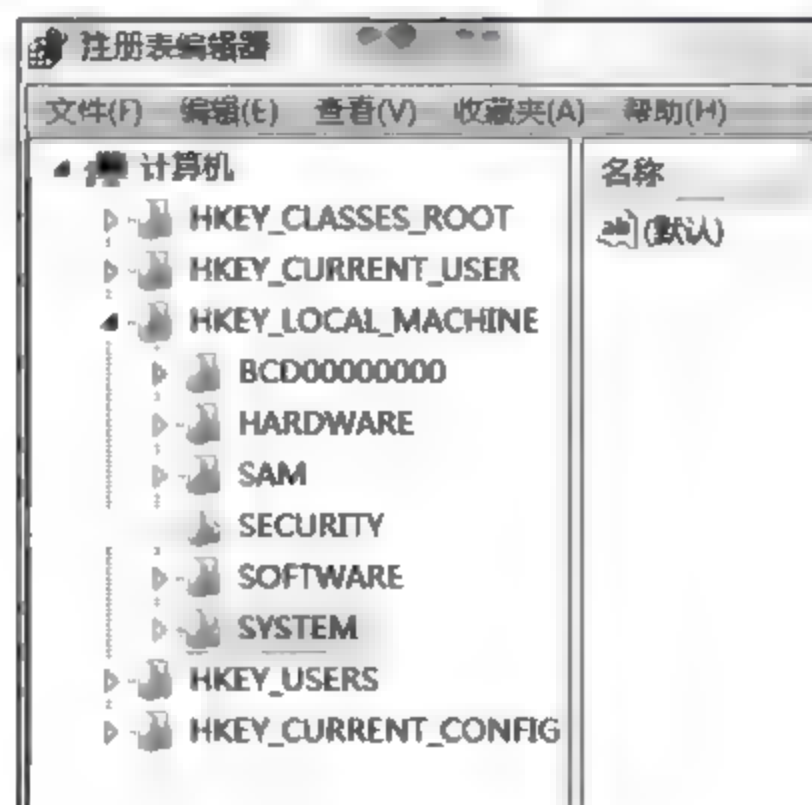 注册表编辑器
文件(F) 编辑(E) 查看(V) 收藏夹(A) 帮助(H)
计算机
HKEY_CLASSES_ROOT
HKEY_CURRENT_USER
HKEY_LOCAL_MACHINE
BCD00000000
HARDWARE
SAM
SECURITY
SOFTWARE
SYSTEM
HKEY_USERS
HKEY_CURRENT_CONFIG
名称
ab (默认)